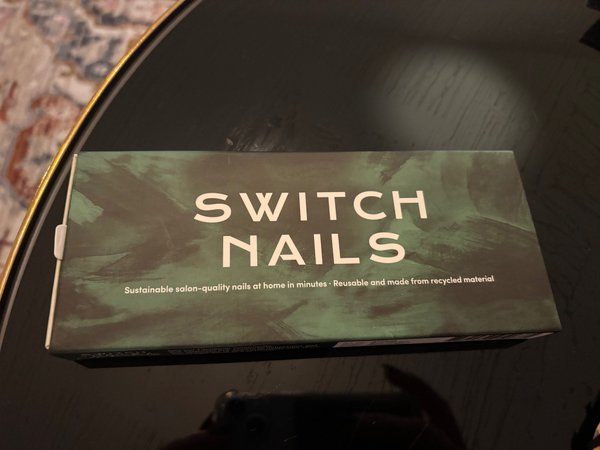 SWITCH
NAILS
Sustainable salon-quality nails at home in minutes · Reusable and made from recycled material